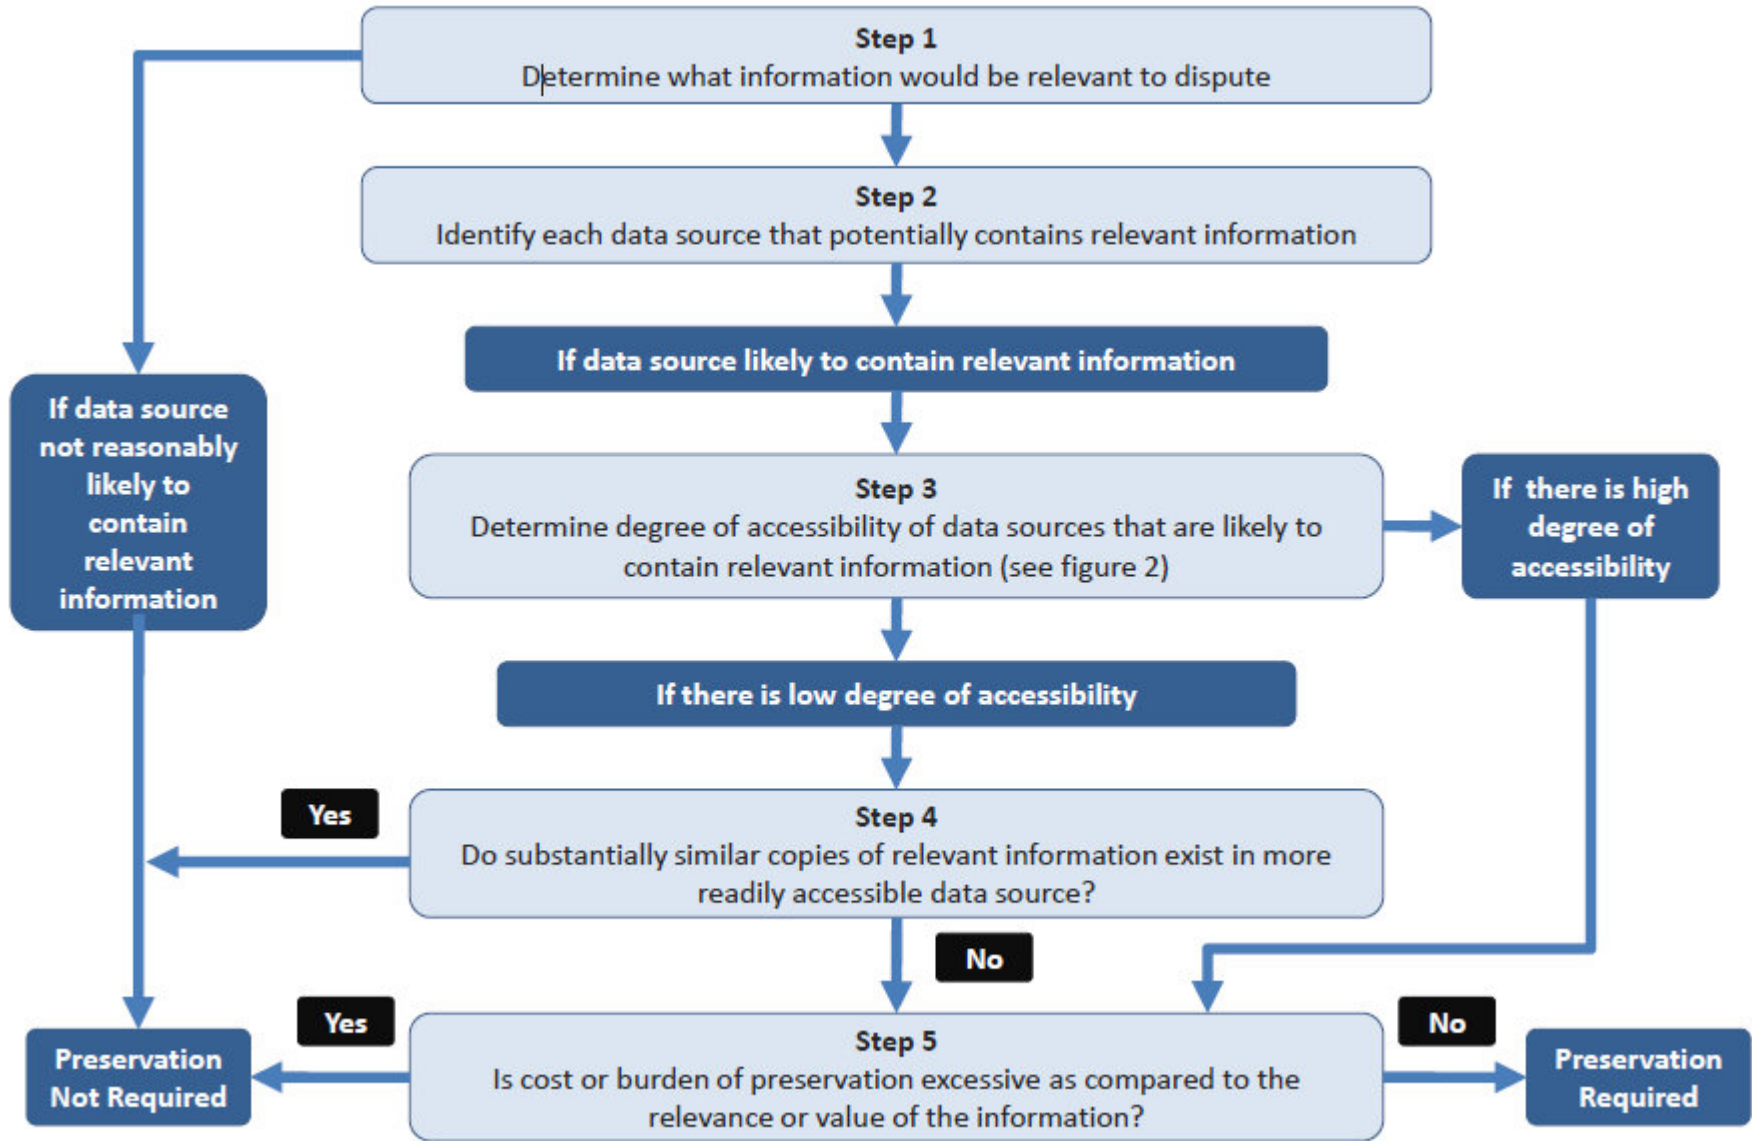 Step 1
Determine what information would be relevant to dispute
Step 2
Identify each data source that potentially contains relevant information
If data source likely to contain relevant information
If data source
not reasonably
likely to
contain
relevant
information
Step 3
Determine degree of accessibility of data sources that are likely to
contain relevant information (see figure 2)
If there is high
degree of
accessibility
If there is low degree of accessibility
Yes
Step 4
Do substantially similar copies of relevant information exist in more
readily accessible data source?
No
Yes
Step 5
Is cost or burden of preservation excessive as compared to the
relevance or value of the information?
No
Preservation
Not Required
Preservation
Required